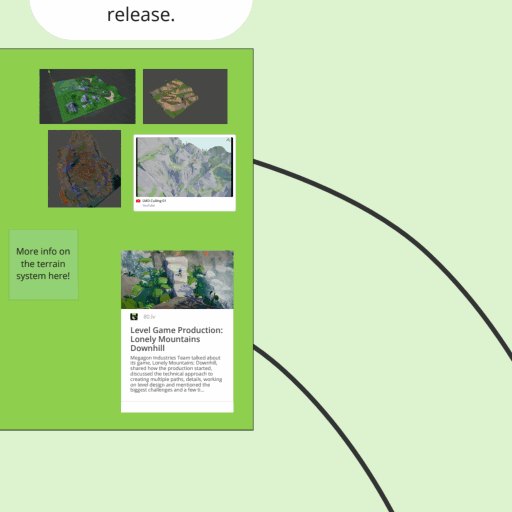 release.
LMD Culling 01
YouTube
More info on
the terrain
system here!
80.lv
Level Game Production:
Lonely Mountains
Downhill
Megagon Industries Team talked about
its game, Lonely Mountains: Downhill,
shared how the production started,
discussed the technical approach to
creating multiple paths, details, working
on level design and mentioned the
biggest challenges and a few ti...